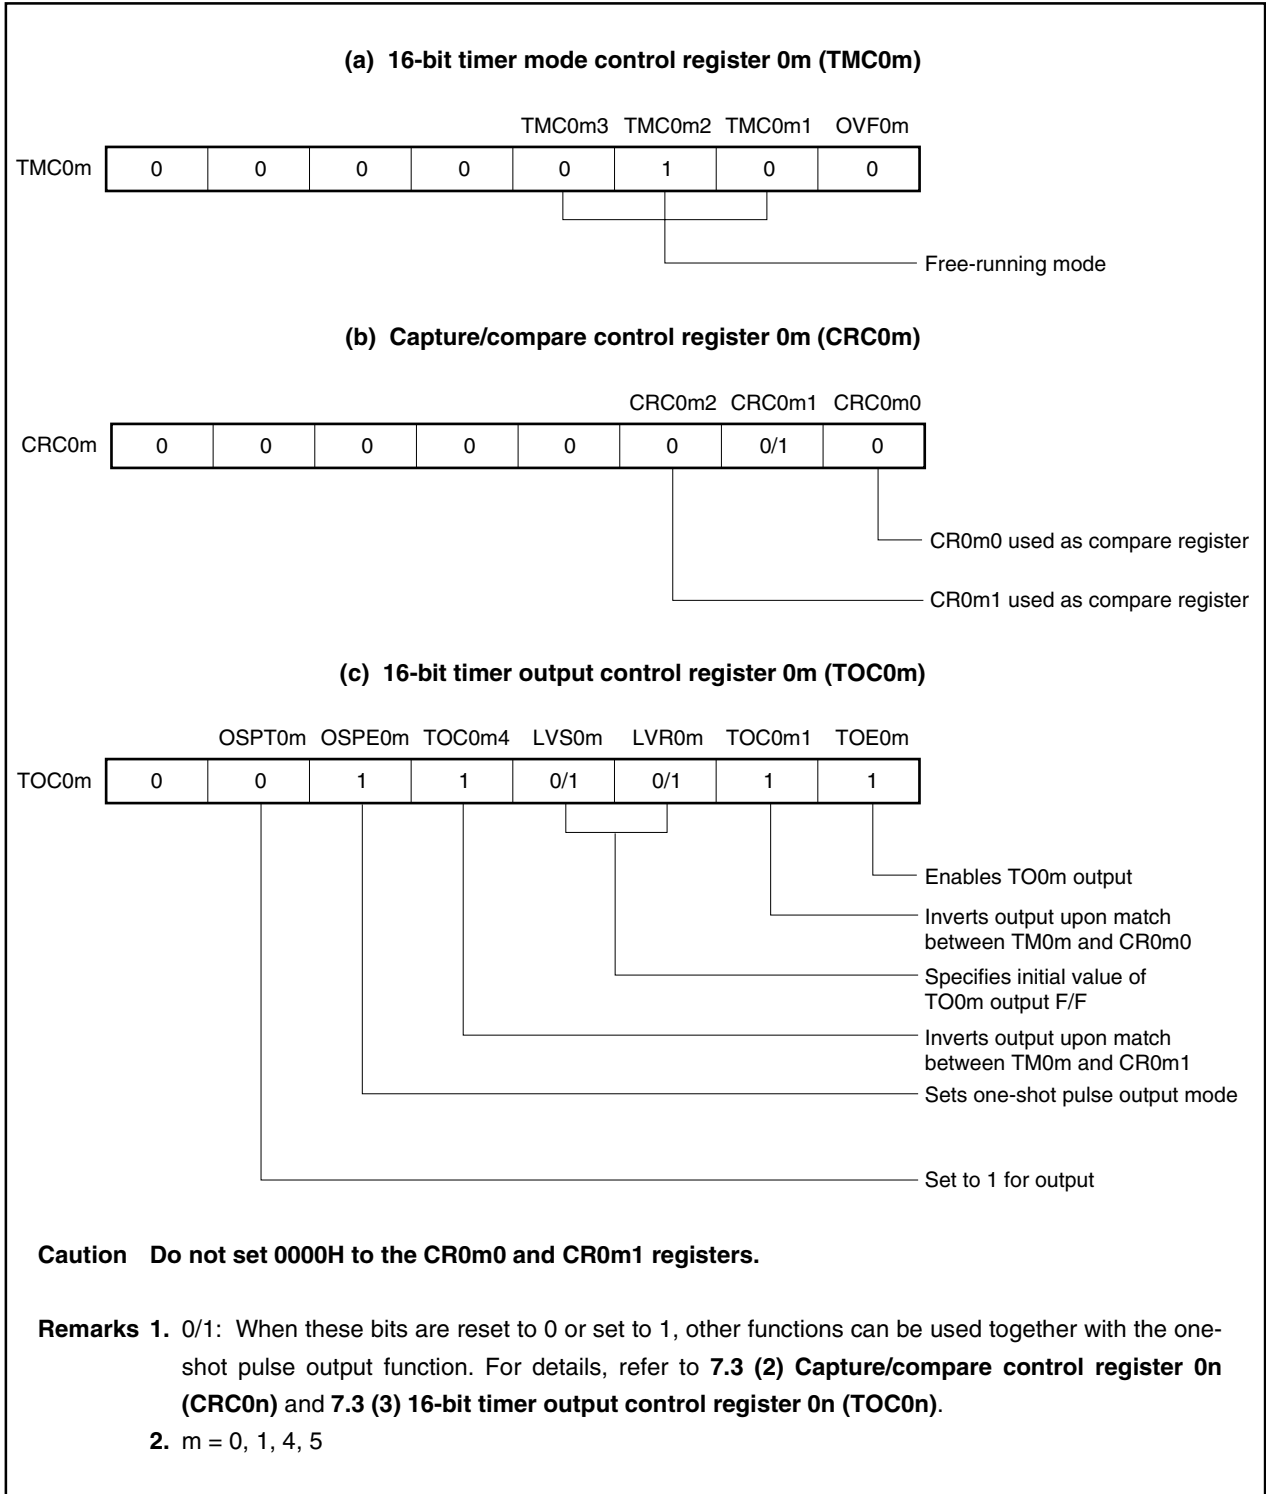 (a) 16-bit timer mode control register 0m (TMC0m)
TMC0m3 TMC0m2 TMC0m1 OVF0m
TMC0m 0 0 0 0 0 1 0 0
Free-running mode
(b) Capture/compare control register 0m (CRC0m)
CRC0m2 CRC0m1 CRC0m0
CRC0m 0 0 0 0 0 0 0/1 0
CR0m0 used as compare register
CR0m1 used as compare register
(c) 16-bit timer output control register 0m (TOC0m)
OSPT0m OSPE0m TOC0m4 LVS0m LVR0m TOC0m1 TOE0m
TOC0m 0 0 1 1 0/1 0/1 1 1
Enables TO0m output
Inverts output upon match
between TM0m and CR0m0
Specifies initial value of
TO0m output F/F
Inverts output upon match
between TM0m and CR0m1
Sets one-shot pulse output mode
Set to 1 for output
Caution Do not set 0000H to the CR0m0 and CR0m1 registers.
Remarks 1. 0/1: When these bits are reset to 0 or set to 1, other functions can be used together with the one-
shot pulse output function. For details, refer to 7.3 (2) Capture/compare control register 0n
(CRC0n) and 7.3 (3) 16-bit timer output control register 0n (TOC0n).
2. m = 0, 1, 4, 5